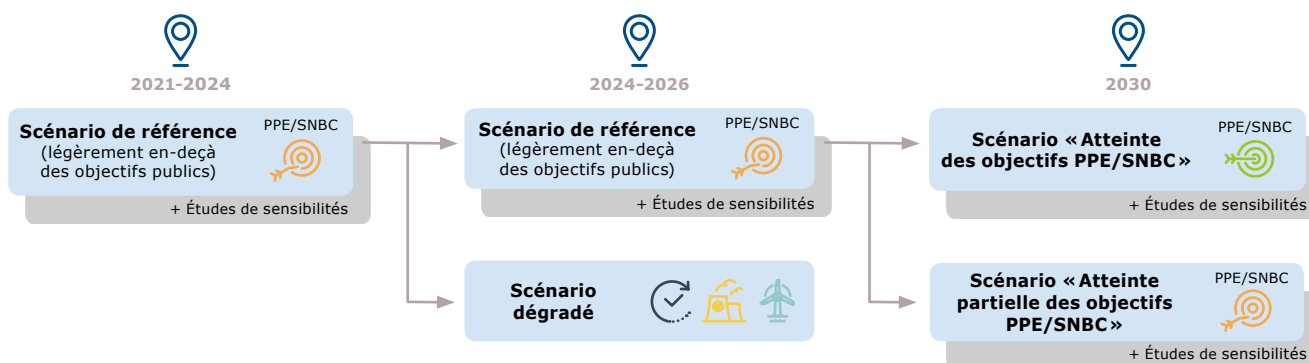 2021-2024
2024-2026
2030
Scénario de référence
(légèrement en-deçà
des objectifs publics)
PPE/SNBC
+ Études de sensibilités
Scénario de référence
(légèrement en-deçà
des objectifs publics)
PPE/SNBC
+ Études de sensibilités
Scénario « Atteinte
des objectifs PPE/SNBC »
PPE/SNBC
+ Études de sensibilités
Scénario
dégradé
Scénario « Atteinte
partielle des objectifs
PPE/SNBC »
PPE/SNBC
+ Études de sensibilités